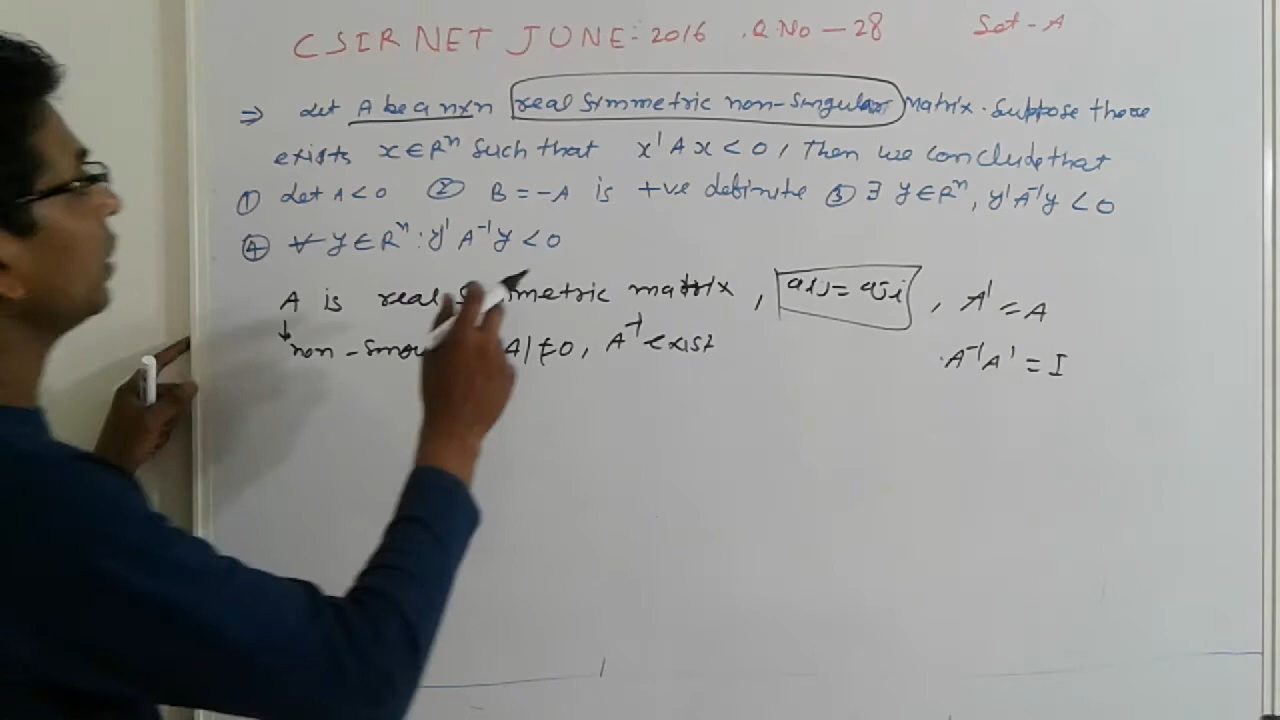 CSIR NET JUNE: 2016 .Q.No - 28 Set - A
⇒ Let A be a nxn real symmetric non-singular matrix. Suppose there
exists x∈Rⁿ such that x'Ax<0, Then we conclude that
① det A<0 ② B = -A is +ve definite ③ ∃ y∈Rⁿ, y'A⁻¹y <0
④ ∀ y∈Rⁿ : y'A⁻¹y <0
A is real symmetric matrix, aij = aji, A' = A
↓
non - A| ≠0, A⁻¹ exist A⁻¹A' = I